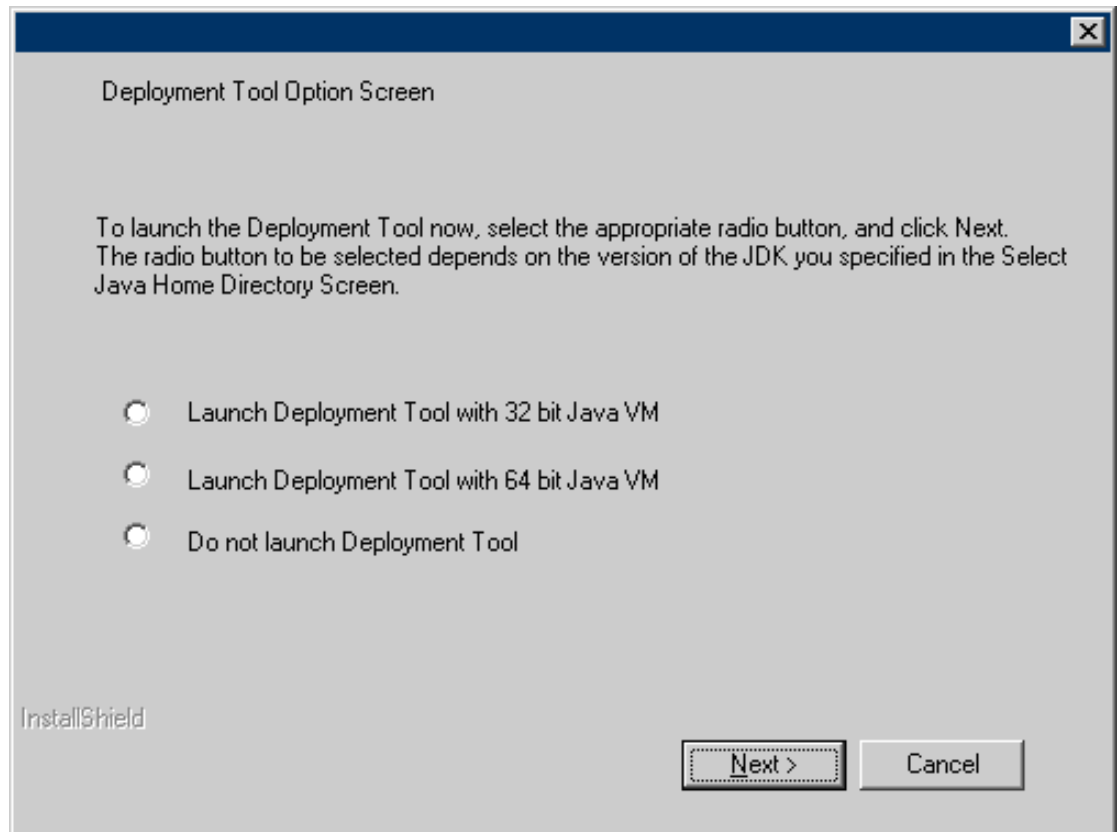 Deployment Tool Option Screen
To launch the Deployment Tool now, select the appropriate radio button, and click Next.
The radio button to be selected depends on the version of the JDK you specified in the Select
Java Home Directory Screen.
Launch Deployment Tool with 32 bit Java VM
Launch Deployment Tool with 64 bit Java VM
Do not launch Deployment Tool
InstallShield
Next > Cancel